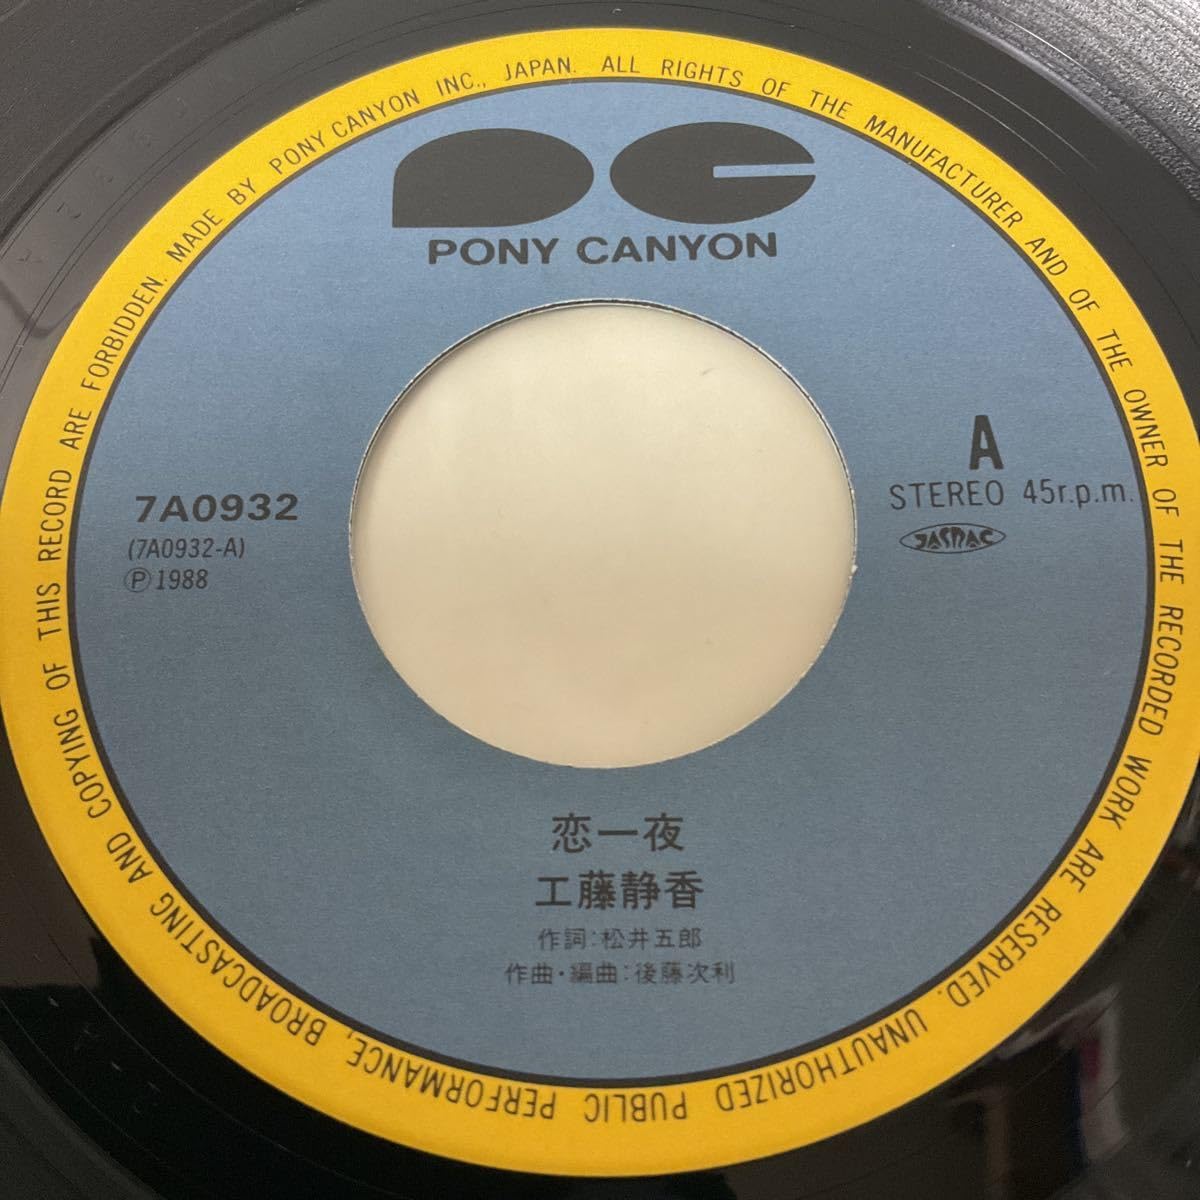 PONY CANYON
A
STEREO 45r.p.m.
JASRAC
7A0932
(7A0932-A)
Ⓟ1988
恋一夜
工藤静香
作詞:松井五郎
作曲・編曲:後藤次利
MADE BY PONY CANYON INC., JAPAN. ALL RIGHTS OF THE MANUFACTURER AND OF THE OWNER OF THE RECORDED WORK ARE RESERVED. UNAUTHORIZED PUBLIC PERFORMANCE, BROADCASTING AND COPYING OF THIS RECORD ARE FORBIDDEN.